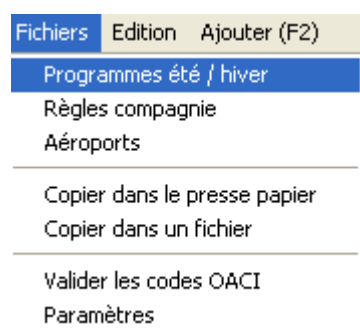 Fichiers Edition Ajouter (F2)
Programmes été / hiver
Règles compagnie
Aéroports
Copier dans le presse papier
Copier dans un fichier
Valider les codes OACI
Paramètres